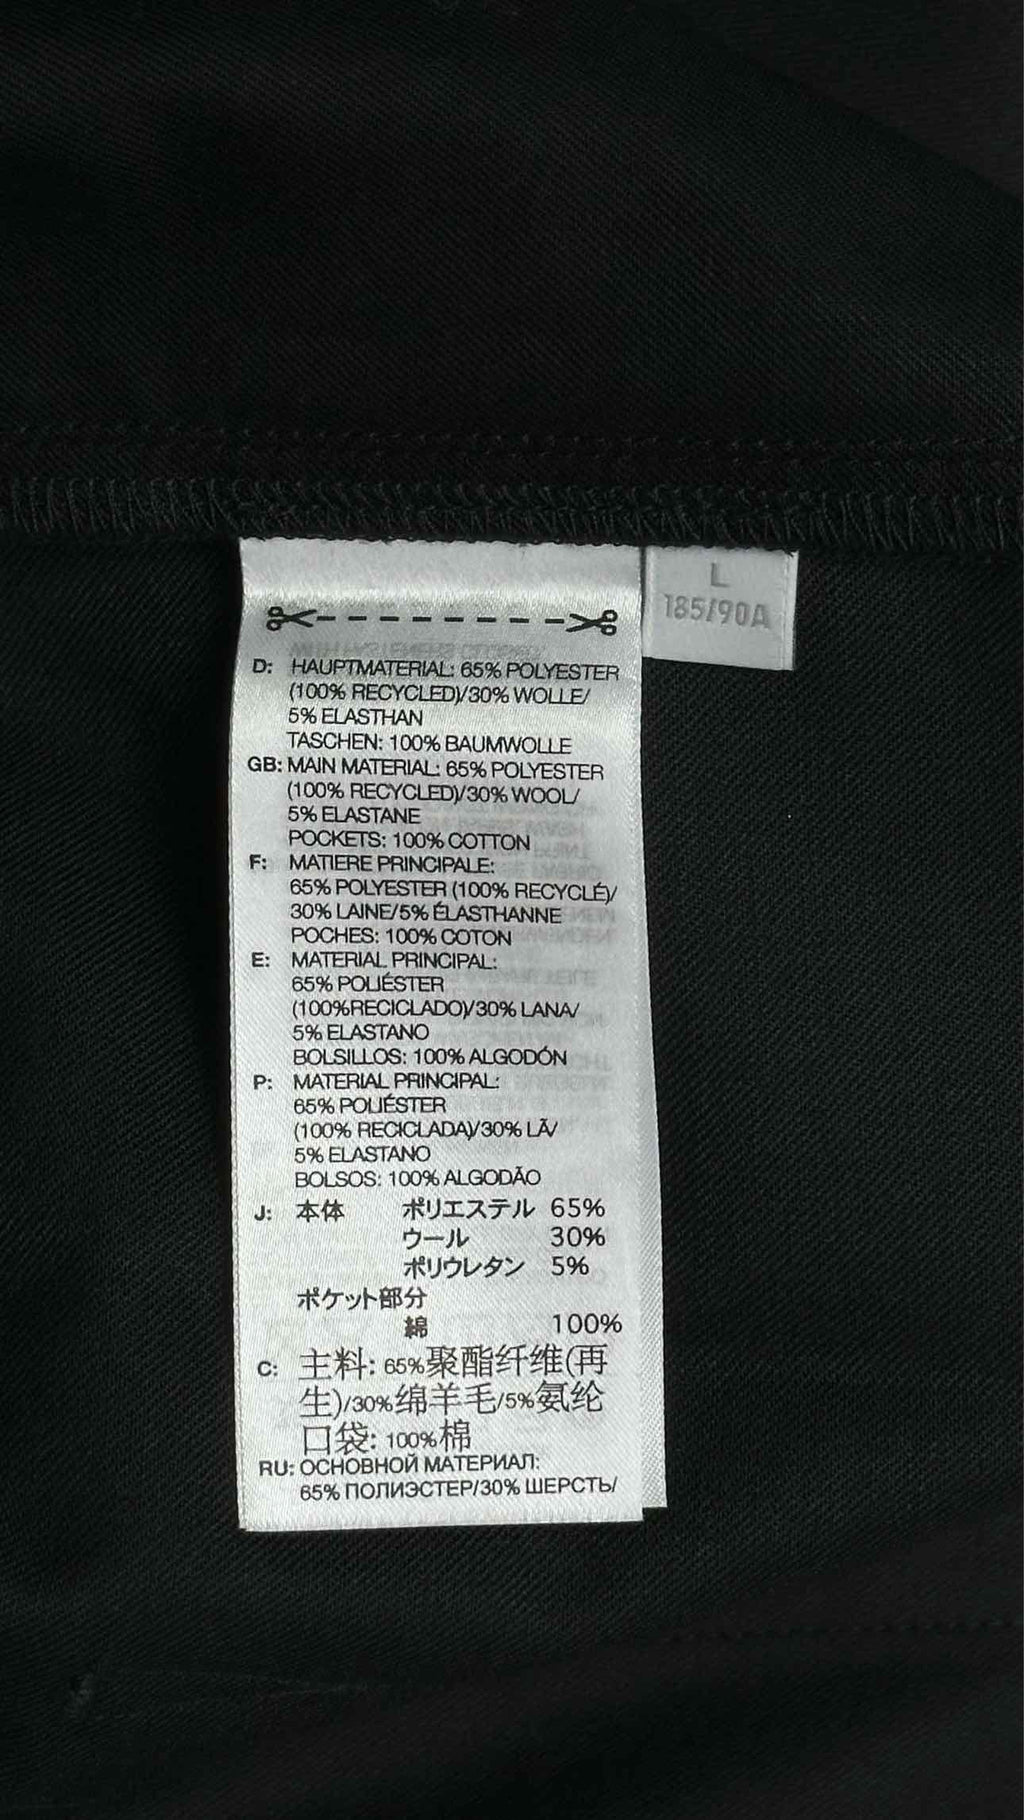 L
185/90A
D: HAUPTMATERIAL: 65% POLYESTER
(100% RECYCLED)/30% WOLLE/
5% ELASTHAN
TASCHEN: 100% BAUMWOLLE
GB: MAIN MATERIAL: 65% POLYESTER
(100% RECYCLED)/30% WOOL/
5% ELASTANE
POCKETS: 100% COTTON
F: MATIERE PRINCIPALE:
65% POLYESTER (100% RECYCLÉ)/
30% LAINE/5% ÉLASTHANNE
POCHES: 100% COTON
E: MATERIAL PRINCIPAL:
65% POLIÉSTER
(100%RECICLADO)/30% LANA/
5% ELASTANO
BOLSILLOS: 100% ALGODÓN
P: MATERIAL PRINCIPAL:
65% POLIÉSTER
(100% RECICLADA)/30% LÃ/
5% ELASTANO
BOLSOS: 100% ALGODÃO
J: 本体 ポリエステル 65%
ウール 30%
ポリウレタン 5%
ポケット部分
綿 100%
C: 主料: 65%聚酯纤维(再
生)/30%绵羊毛/5%氨纶
口袋: 100%棉
RU: ОСНОВНОЙ МАТЕРИАЛ:
65% ПОЛИЭСТЕР/30% ШЕРСТЬ/